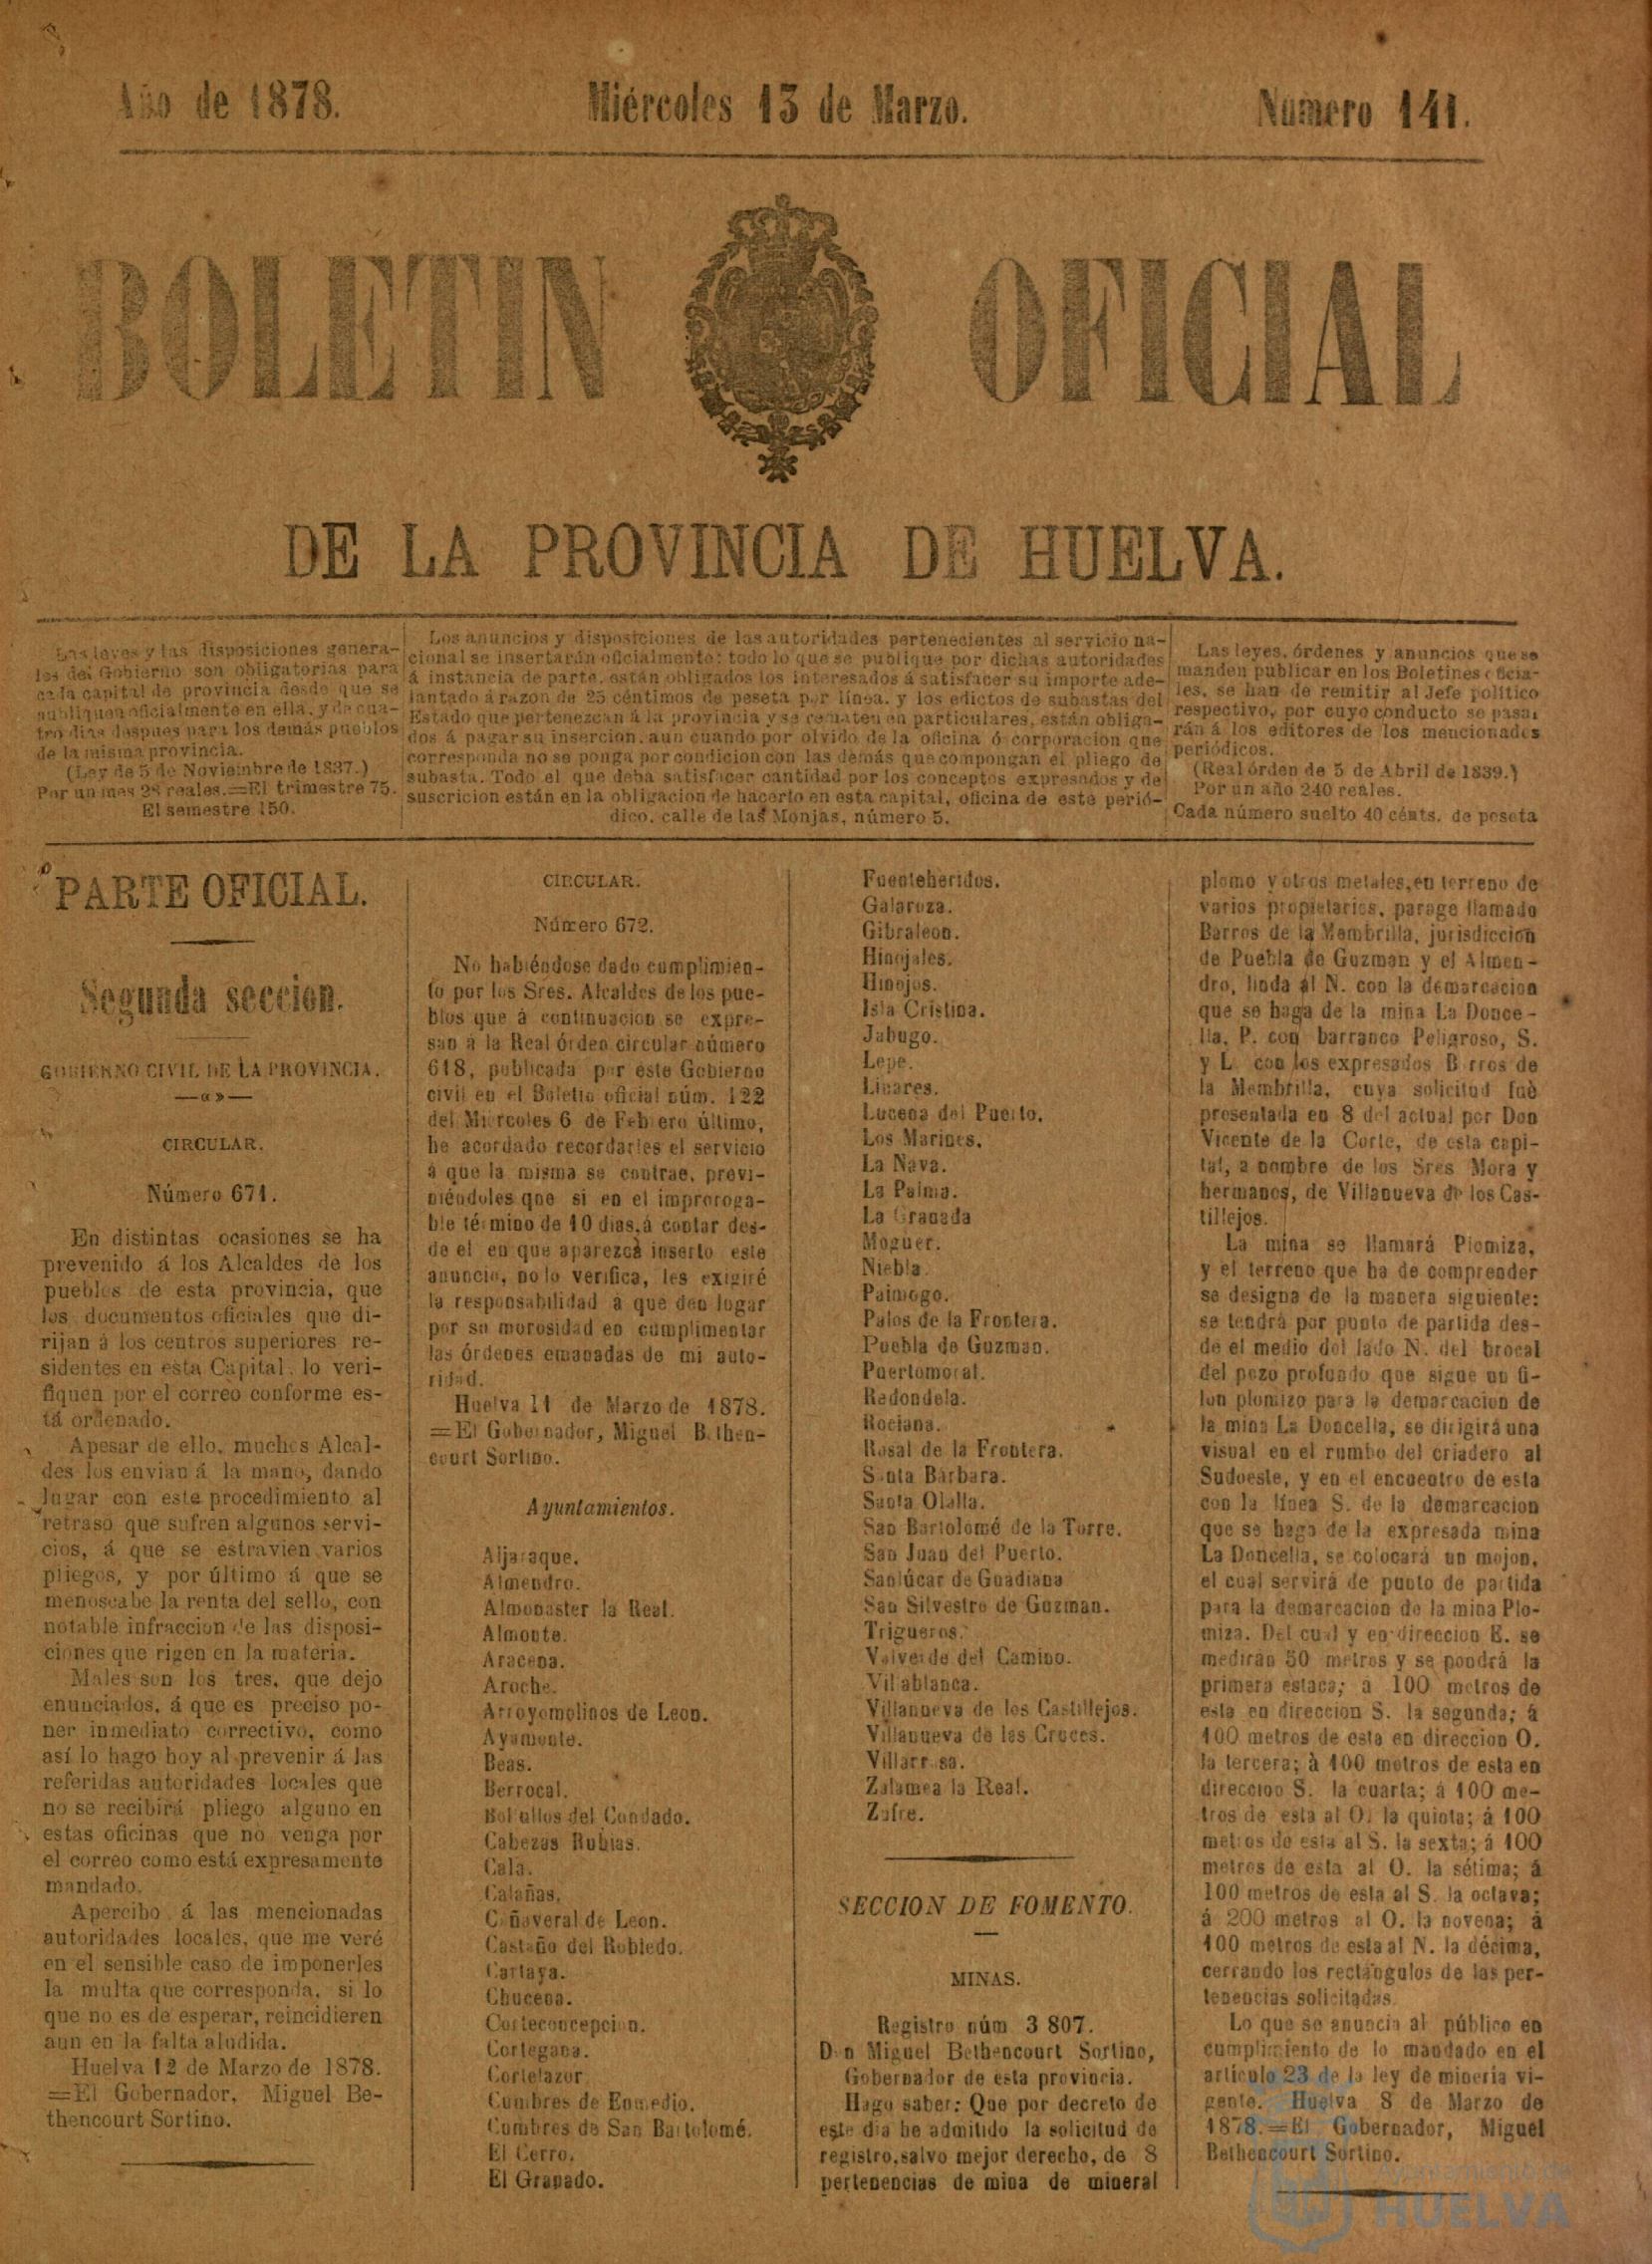 Año de 1878.
Miércoles 13 de Marzo.
Número 141.
BOLETIN OFICIAL
DE LA PROVINCIA DE HUELVA.
Las leyes y las disposiciones genera-
les del Gobierno son obligatorias para
cada capital de provincia desde que se
publiquen oficialmente en ella, y de cua-
tro dias despues para los demás pueblos
de la misma provincia.
(Ley de 5 de Noviembre de 1837.)
Por un mes 28 reales.=El trimestre 75.
El semestre 150.
Los anuncios y disposiciones de las autoridades pertenecientes al servicio na-
cional se insertarán oficialmente: todo lo que se publique por dichas autoridades
á instancia de parte, están obligados los interesados á satisfacer su importe ade-
lantado á razon de 25 céntimos de peseta por línea, y los edictos de subastas del
Estado que pertenezcan á la provincia y se rematen en particulares, están obliga-
dos á pagar su insercion, aun cuando por olvido de la oficina ó corporacion que
corresponda no se ponga por condicion con las demás que compongan el pliego de
subasta. Todo el que deba satisfacer cantidad por los conceptos expresados y de
suscricion están en la obligacion de hacerlo en esta capital, oficina de este perió-
dico, calle de las Monjas, número 5.
Las leyes, órdenes y anuncios que se
manden publicar en los Boletines oficia-
les, se han de remitir al Jefe político
respectivo, por cuyo conducto se pasa-
rán á los editores de los mencionados
periódicos.
(Real órden de 5 de Abril de 1839.)
Por un año 240 reales.
Cada número suelto 40 cénts. de peseta
PARTE OFICIAL.
Segunda seccion.
GOBIERNO CIVIL DE LA PROVINCIA.
—«»—
CIRCULAR.
Número 671.
En distintas ocasiones se ha
prevenido á los Alcaldes de los
pueblos de esta provincia, que
los documentos oficiales que di-
rijan á los centros superiores re-
sidentes en esta Capital, lo veri-
fiquen por el correo conforme es-
tá ordenado.
Apesar de ello, muchos Alcal-
des los envian á la mano, dando
lugar con este procedimiento al
retraso que sufren algunos servi-
cios, á que se estravien varios
pliegos, y por último á que se
menoscabe la renta del sello, con
notable infraccion de las disposi-
ciones que rigen en la materia.
Males son los tres, que dejo
enunciados, á que es preciso po-
ner inmediato correctivo, como
así lo hago hoy al prevenir á las
referidas autoridades locales que
no se recibirá pliego alguno en
estas oficinas que no venga por
el correo como está expresamente
mandado.
Apercibo á las mencionadas
autoridades locales, que me veré
en el sensible caso de imponerles
la multa que corresponda, si lo
que no es de esperar, reincidieren
aun en la falta aludida.
Huelva 12 de Marzo de 1878.
=El Gobernador, Miguel Be-
thencourt Sortino.
CIRCULAR.
Número 672.
No habiéndose dado cumplimien-
to por los Sres. Alcaldes de los pue-
blos que á continuacion se expre-
san á la Real órden circular número
618, publicada por este Gobierno
civil en el Boletin oficial núm. 122
del Miércoles 6 de Febrero último,
he acordado recordarles el servicio
á que la misma se contrae, previ-
niéndoles que si en el improroga-
ble término de 10 dias, á contar des-
de el en que aparezca inserto este
anuncio, no lo verifica, les exigiré
la responsabilidad a que den lugar
por su morosidad en cumplimentar
las órdenes emanadas de mi auto-
ridad.
Huelva 11 de Marzo de 1878.
=El Gobernador, Miguel Bethen-
court Sortino.
Ayuntamientos.
Aljaraque.
Almendro.
Almonaster la Real.
Almonte.
Aracena.
Aroche.
Arroyomolinos de Leon.
Ayamonte.
Beas.
Berrocal.
Bollullos del Condado.
Cabezas Rubias.
Cala.
Calañas.
Cañaveral de Leon.
Castaño del Robledo.
Cartaya.
Chucena.
Corteconcepcion.
Cortegana.
Cortelazor.
Cumbres de Enmedio.
Cumbres de San Bartolomé.
El Cerro.
El Granado.
Fuenteheridos.
Galaroza.
Gibraleon.
Hinojales.
Hinojos.
Isla Cristina.
Jabugo.
Lepe.
Linares.
Lucena del Puerto.
Los Marines.
La Nava.
La Palma.
La Granada
Moguer.
Niebla.
Paimogo.
Palos de la Frontera.
Puebla de Guzman.
Puertomoral.
Redondela.
Rociana.
Rosal de la Frontera.
Santa Bárbara.
Santa Olalla.
San Bartolomé de la Torre.
San Juan del Puerto.
Sanlúcar de Guadiana
San Silvestre de Guzman.
Trigueros.
Valverde del Camino.
Villablanca.
Villanueva de los Castillejos.
Villanueva de las Cruces.
Villarrasa.
Zalamea la Real.
Zufre.
SECCION DE FOMENTO.
MINAS.
Registro núm 3 807.
Don Miguel Bethencourt Sortino,
Gobernador de esta provincia.
Hago saber: Que por decreto de
este dia he admitido la solicitud de
registro, salvo mejor derecho, de 8
pertenencias de mina de mineral
plomo y otros metales, en terreno de
varios propietarios, parage llamado
Barros de la Membrilla, jurisdiccion
de Puebla de Guzman y el Almen-
dro, linda al N. con la demarcacion
que se haga de la mina La Donce-
lla, P. con barranco Peligroso, S.
y L con los expresados Barros de
la Membrilla, cuya solicitud fué
presentada en 8 del actual por Don
Vicente de la Corte, de esta capi-
tal, a nombre de los Sres Mora y
hermanos, de Villanueva de los Cas-
tillejos.
La mina se llamará Plomiza,
y el terreno que ha de comprender
se designa de la manera siguiente:
se tendrá por punto de partida des-
de el medio del lado N. del brocal
del pozo profundo que sigue un fi-
lon plomizo para la demarcacion de
la mina La Doncella, se dirigirá una
visual en el rumbo del criadero al
Sudoeste, y en el encuentro de esta
con la línea S. de la demarcacion
que se haga de la expresada mina
La Doncella, se colocará un mojon,
el cual servirá de punto de partida
para la demarcacion de la mina Plo-
miza. Del cual y en direccion E. se
medirán 50 metros y se pondrá la
primera estaca; á 100 metros de
esta en direccion S. la segunda; á
100 metros de esta en direccion O.
la tercera; à 100 metros de esta en
direccion S. la cuarta; á 100 me-
tros de esta al O. la quinta; á 100
metros de esta al S. la sexta; á 100
metros de esta al O. la sétima; á
100 metros de esta al S. la octava;
á 200 metros al O. la novena; á
100 metros de esta al N. la décima,
cerrando los rectángulos de las per-
tenencias solicitadas.
Lo que se anuncia al público en
cumplimiento de lo mandado en el
artículo 23 de la ley de minería vi-
gente. Huelva 8 de Marzo de
1878.=El Gobernador, Miguel
Bethencourt Sortino.
Ayuntamiento de
HUELVA